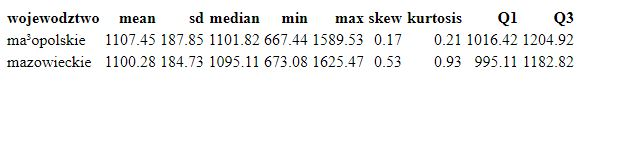 wojewodztwo mean sd median min max skew kurtosis Q1 Q3
ma³opolskie 1107.45 187.85 1101.82 667.44 1589.53 0.17 0.21 1016.42 1204.92
mazowieckie 1100.28 184.73 1095.11 673.08 1625.47 0.53 0.93 995.11 1182.82